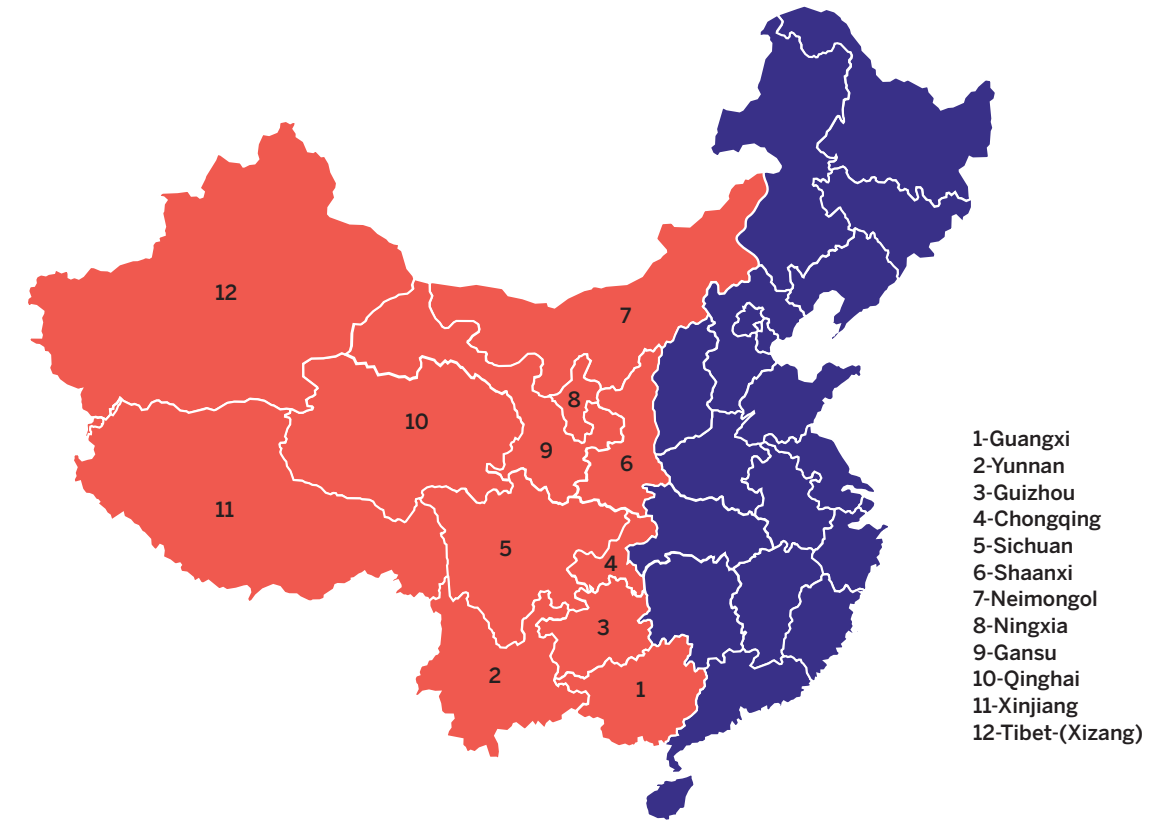 12
7
8
10
9
6
11
5
4
3
2
1
1-Guangxi
2-Yunnan
3-Guizhou
4-Chongqing
5-Sichuan
6-Shaanxi
7-Neimongol
8-Ningxia
9-Gansu
10-Qinghai
11-Xinjiang
12-Tibet-(Xizang)